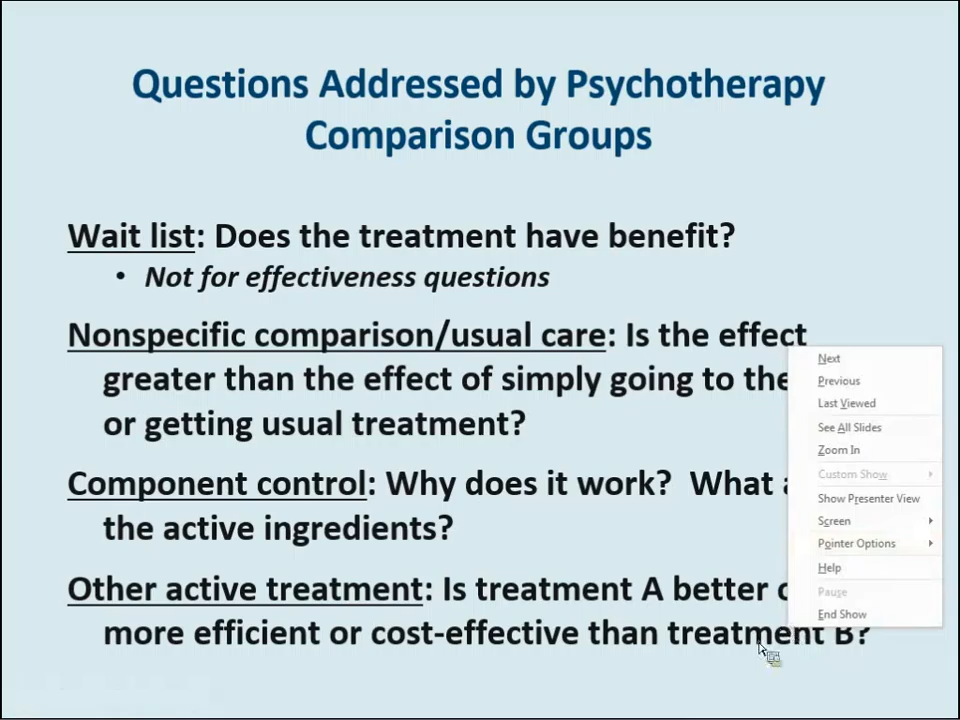 Questions Addressed by Psychotherapy
Comparison Groups
Wait list: Does the treatment have benefit?
• Not for effectiveness questions
Nonspecific comparison/usual care: Is the effect
greater than the effect of simply going to the
or getting usual treatment?
Component control: Why does it work? What
the active ingredients?
Other active treatment: Is treatment A better
more efficient or cost-effective than treatment B?
Next
Previous
Last Viewed
See All Slides
Zoom In
Custom Show
Show Presenter View
Screen
Pointer Options
Help
Pause
End Show